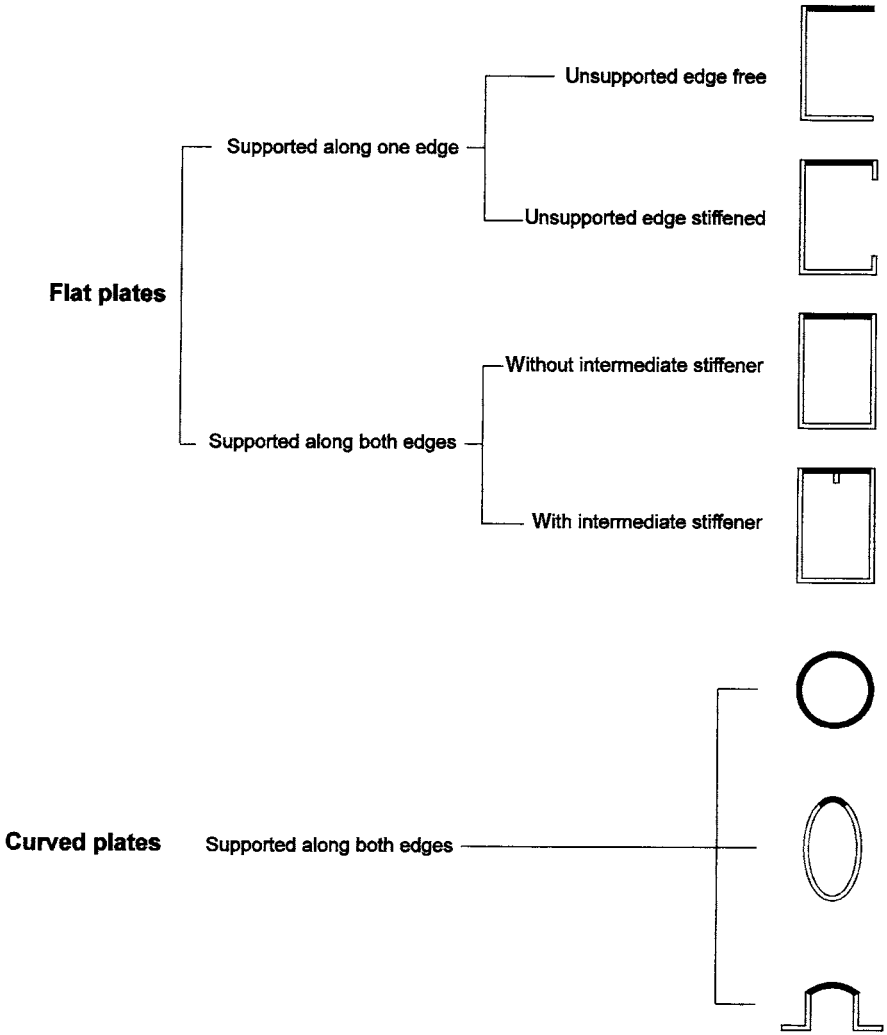 Unsupported edge free
Supported along one edge
Unsupported edge stiffened
Flat plates
Without intermediate stiffener
Supported along both edges
With intermediate stiffener
Curved plates
Supported along both edges